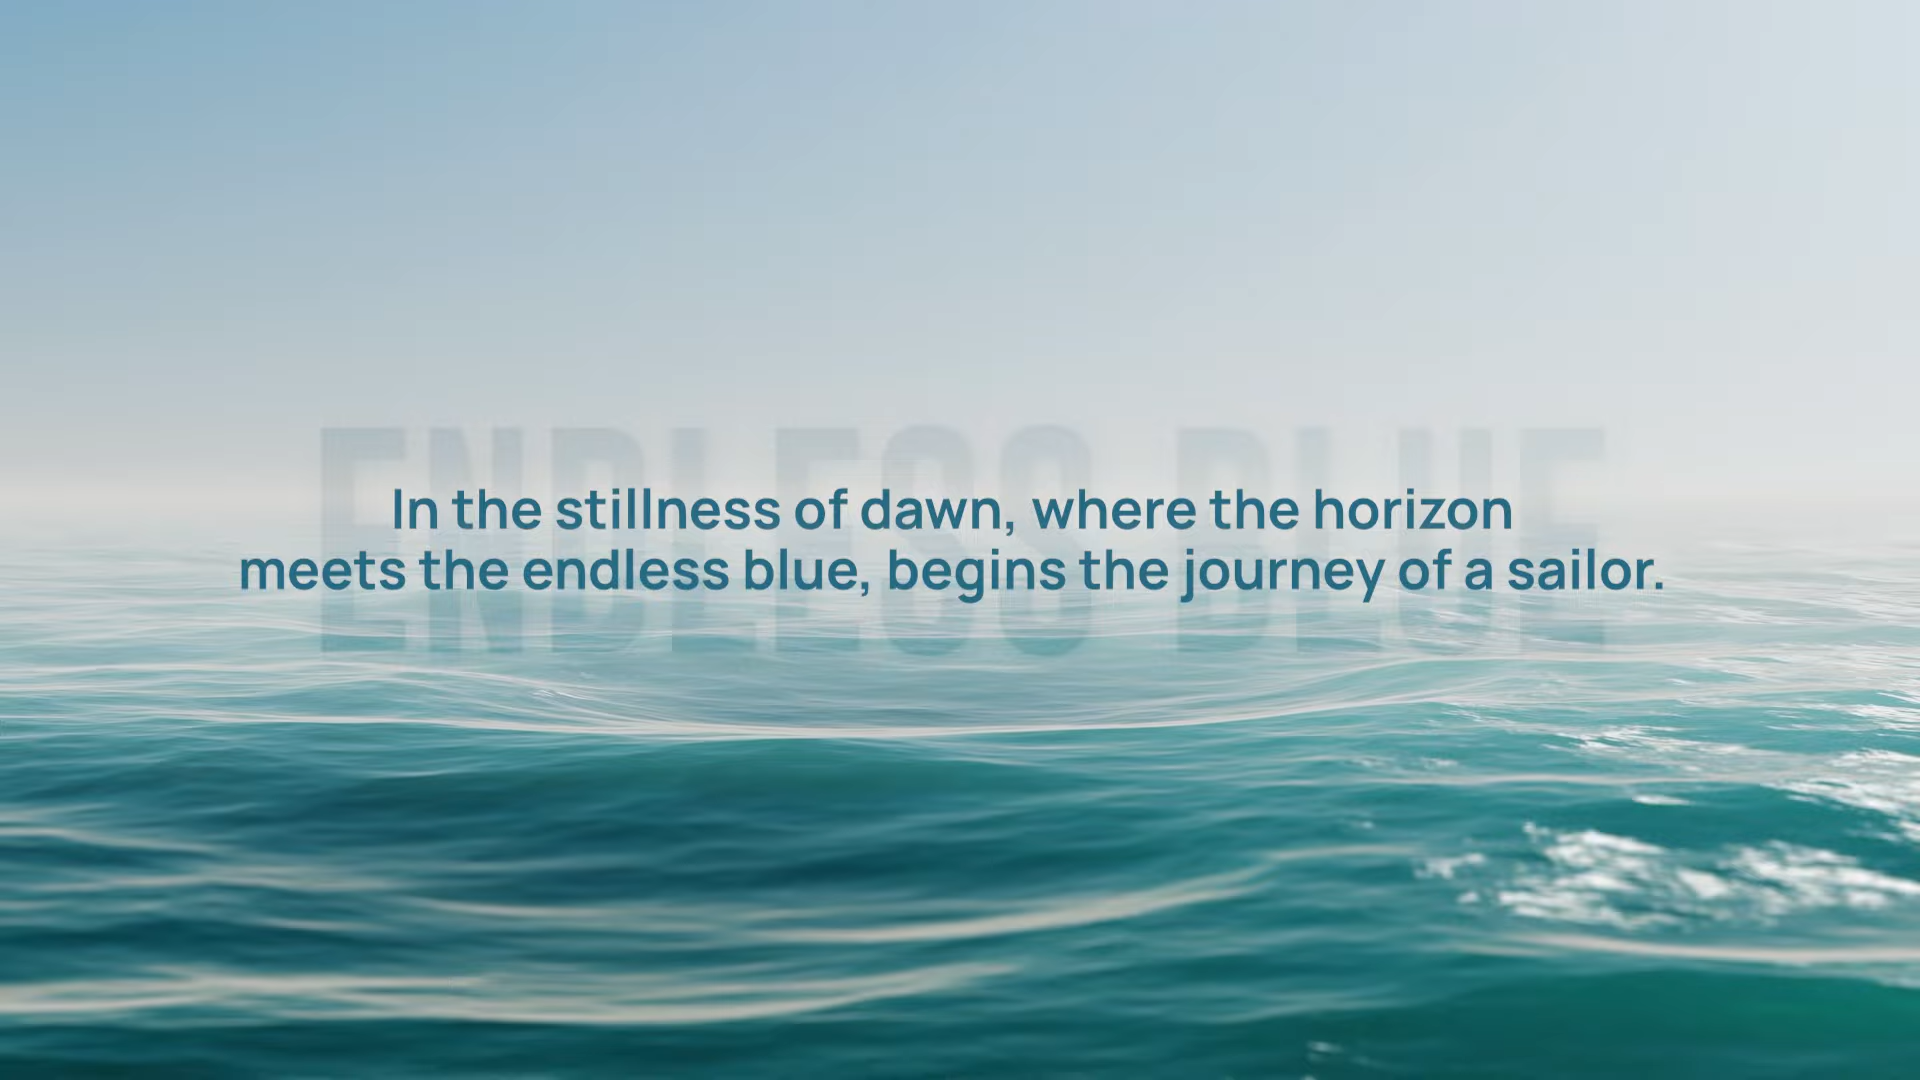 ENDLESS BLUE
In the stillness of dawn, where the horizon
meets the endless blue, begins the journey of a sailor.